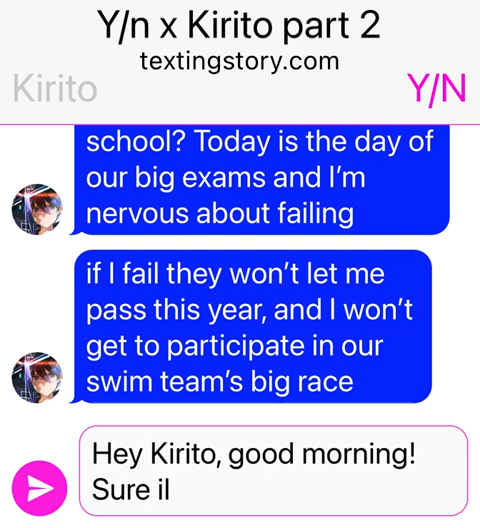 Y/n x Kirito part 2
textingstory.com
Kirito
Y/N
school? Today is the day of
our big exams and I’m
nervous about failing
if I fail they won’t let me
pass this year, and I won’t
get to participate in our
swim team’s big race
Hey Kirito, good morning!
Sure il